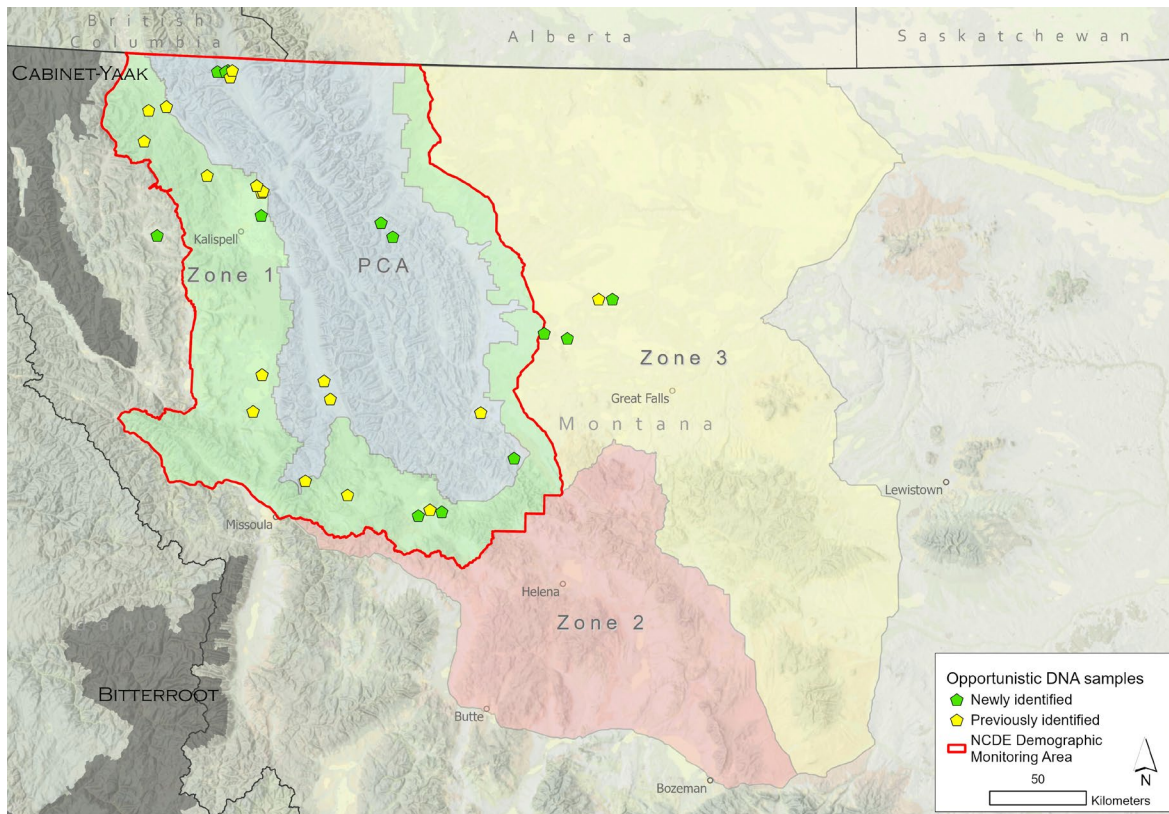 British
Columbia
Alberta
Saskatchewan
CABINET-YAAK
Kalispell
Zone 1
PCA
Zone 3
Great Falls
Montana
Lewistown
Missoula
Helena
Zone 2
BITTERROOT
Butte
Bozeman
Opportunistic DNA samples
Newly identified
Previously identified
NCDE Demographic
Monitoring Area
N
50
Kilometers